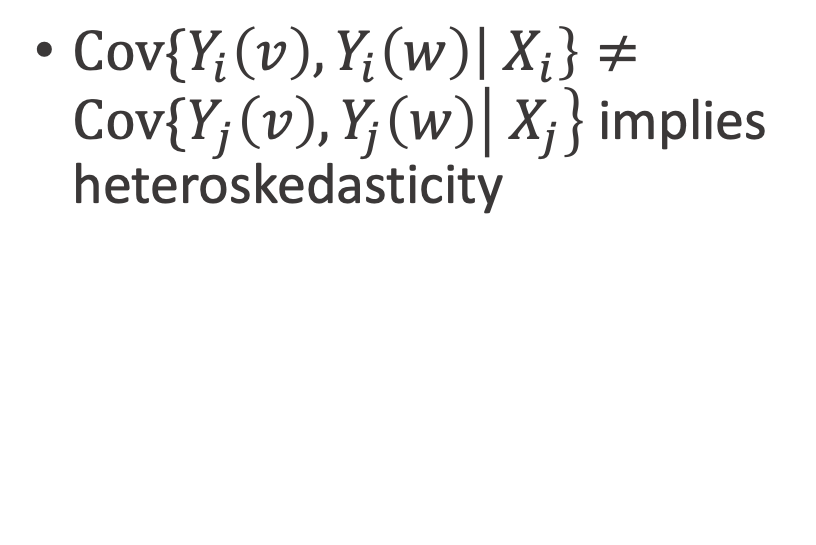 • Cov{𝑌ᵢ(𝑣), 𝑌ᵢ(𝑤)| 𝑋ᵢ} ≠
Cov{𝑌ⱼ(𝑣), 𝑌ⱼ(𝑤)| 𝑋ⱼ} implies
heteroskedasticity